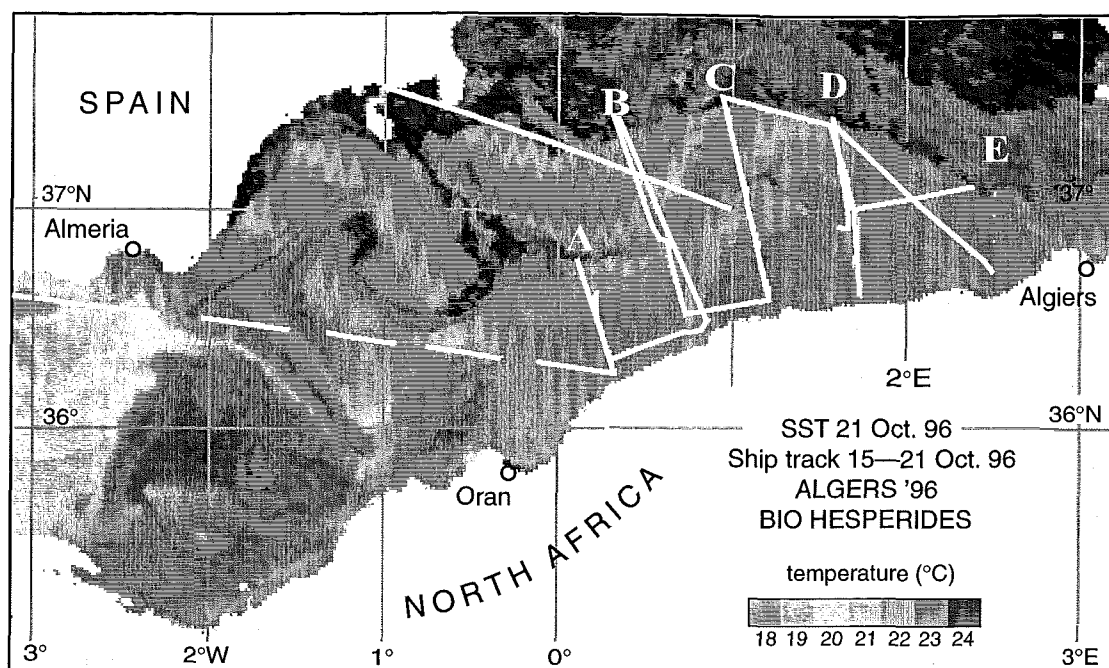 SPAIN
B
C
D
E
37°N
37°
Almeria
A
Algiers
2°E
36°
36°N
SST 21 Oct. 96
Ship track 15—21 Oct. 96
ALGERS '96
BIO HESPERIDES
Oran
NORTH AFRICA
temperature (°C)
18 19 20 21 22 23 24
3° 2°W 1° 0° 3°E